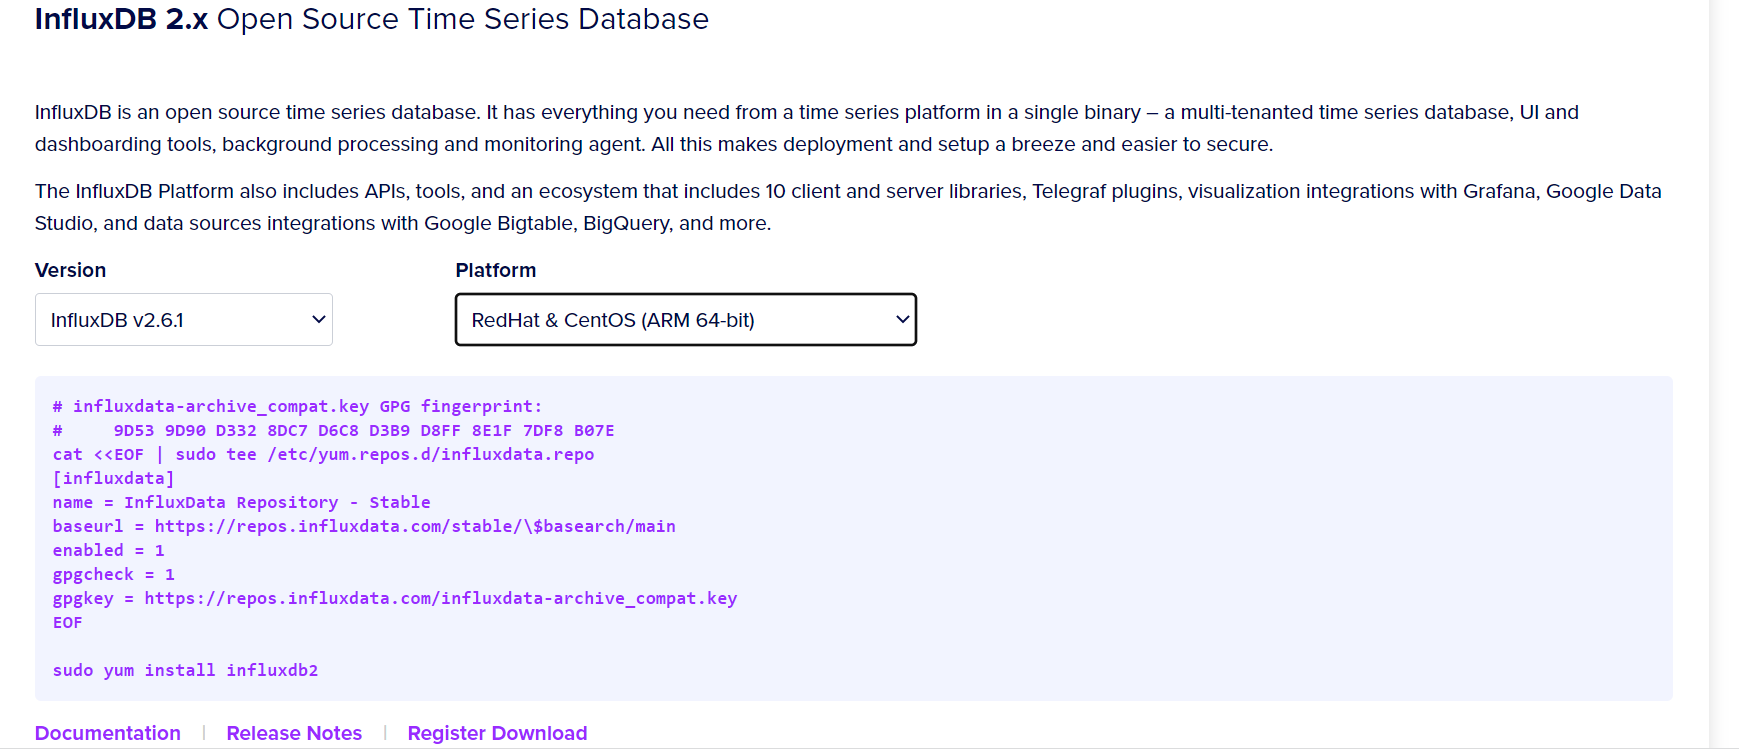 InfluxDB 2.x Open Source Time Series Database
InfluxDB is an open source time series database. It has everything you need from a time series platform in a single binary – a multi-tenanted time series database, UI and
dashboarding tools, background processing and monitoring agent. All this makes deployment and setup a breeze and easier to secure.
The InfluxDB Platform also includes APIs, tools, and an ecosystem that includes 10 client and server libraries, Telegraf plugins, visualization integrations with Grafana, Google Data
Studio, and data sources integrations with Google Bigtable, BigQuery, and more.
Version Platform
InfluxDB v2.6.1 RedHat & CentOS (ARM 64-bit)
# influxdata-archive_compat.key GPG fingerprint:
#     9D53 9D90 D332 8DC7 D6C8 D3B9 D8FF 8E1F 7DF8 B07E
cat <<EOF | sudo tee /etc/yum.repos.d/influxdata.repo
[influxdata]
name = InfluxData Repository - Stable
baseurl = https://repos.influxdata.com/stable/\$basearch/main
enabled = 1
gpgcheck = 1
gpgkey = https://repos.influxdata.com/influxdata-archive_compat.key
EOF
sudo yum install influxdb2
Documentation | Release Notes | Register Download